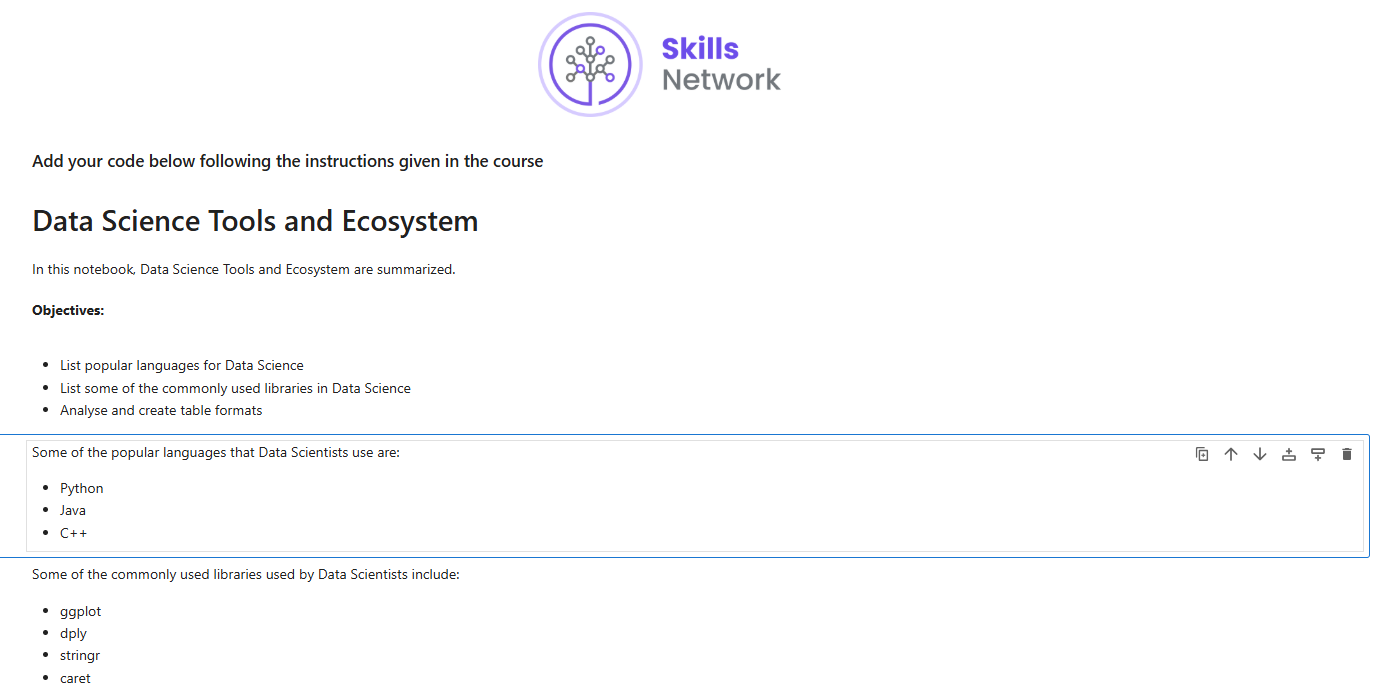 Skills
Network
Add your code below following the instructions given in the course
Data Science Tools and Ecosystem
In this notebook, Data Science Tools and Ecosystem are summarized.
Objectives:
List popular languages for Data Science
List some of the commonly used libraries in Data Science
Analyse and create table formats
Some of the popular languages that Data Scientists use are:
Python
Java
C++
Some of the commonly used libraries used by Data Scientists include:
ggplot
dply
stringr
caret